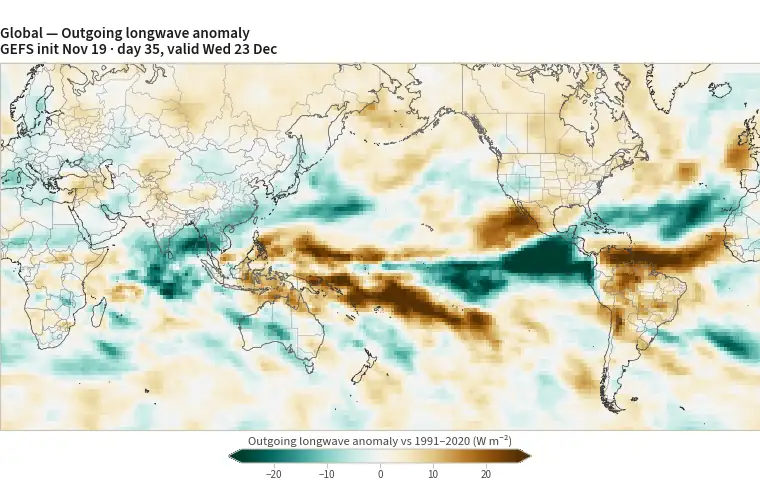 Global — Outgoing longwave anomaly
GEFS init Nov 19 · day 35, valid Wed 23 Dec
Outgoing longwave anomaly vs 1991–2020 (W m⁻²)
−20 −10 0 10 20